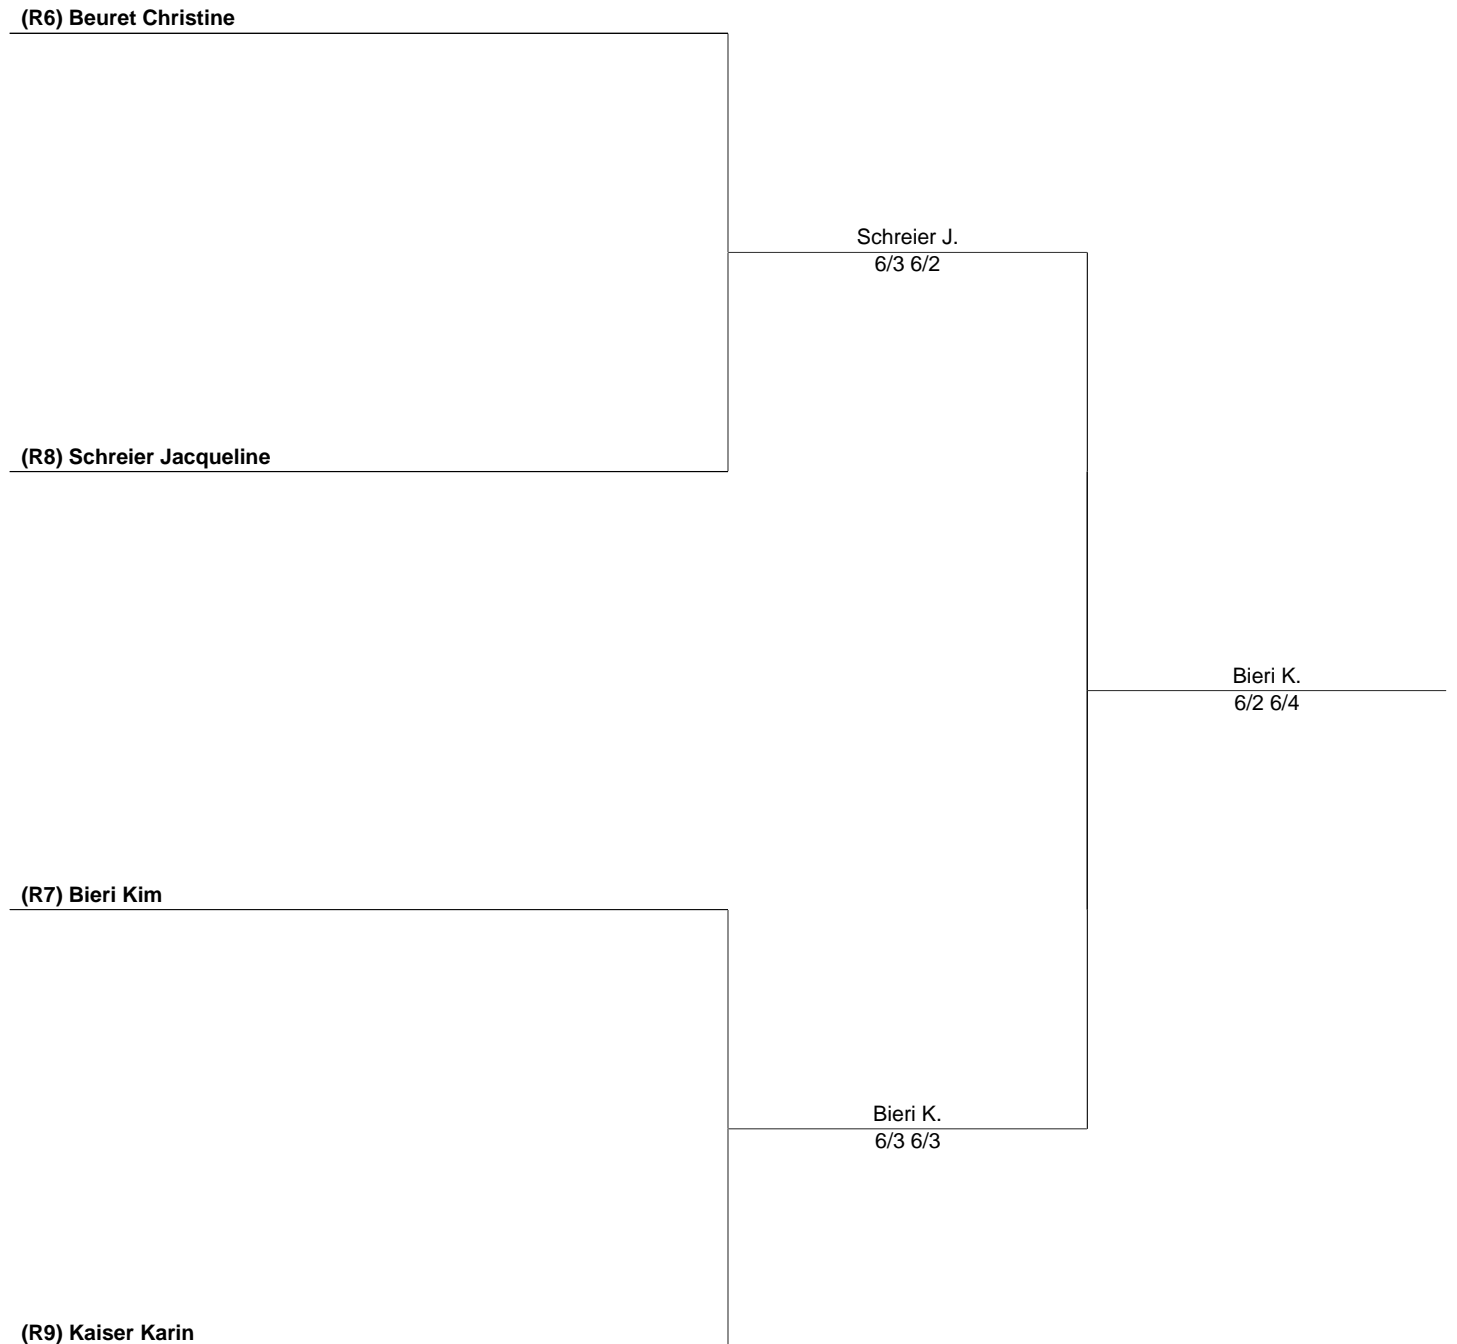 (R6) Beuret Christine
Schreier J.
6/3 6/2
(R8) Schreier Jacqueline
Bieri K.
6/2 6/4
(R7) Bieri Kim
Bieri K.
6/3 6/3
(R9) Kaiser Karin